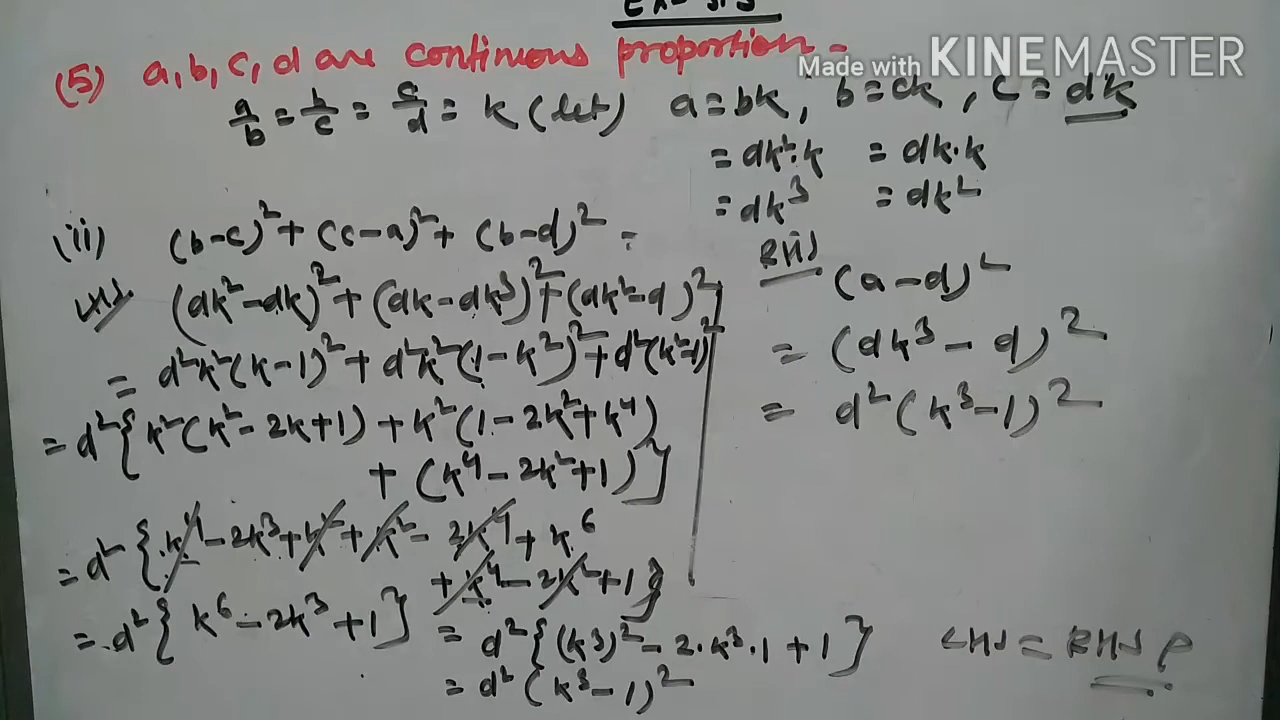 (5) a, b, c, d are continuous proportion -
Made with KINEMASTER
a/b = b/c = c/d = k (let) a = bk, b = ck, c = dk
= dk².k = dk.k
= dk³ = dk²
(ii) (b-c)² + (c-a)² + (b-d)² =
RHS (a-d)²
LHS (dk²-dk)² + (dk-dk³)² + (dk²-d)²
= (dk³ - d)²
= d²k²(k-1)² + d²k²(1-k²)² + d²(k²-1)²
= d²(k³-1)²
= d²{k²(k²-2k+1) + k²(1-2k²+k⁴)
+ (k⁴-2k²+1)}
= d²{k⁴-2k³+k²+k²-2k⁴+k⁶
+k⁴-2k²+1}
= d²{k⁶-2k³+1} = d²{(k³)²-2.k³.1+1}
LHS = RHS
= d²(k³-1)²